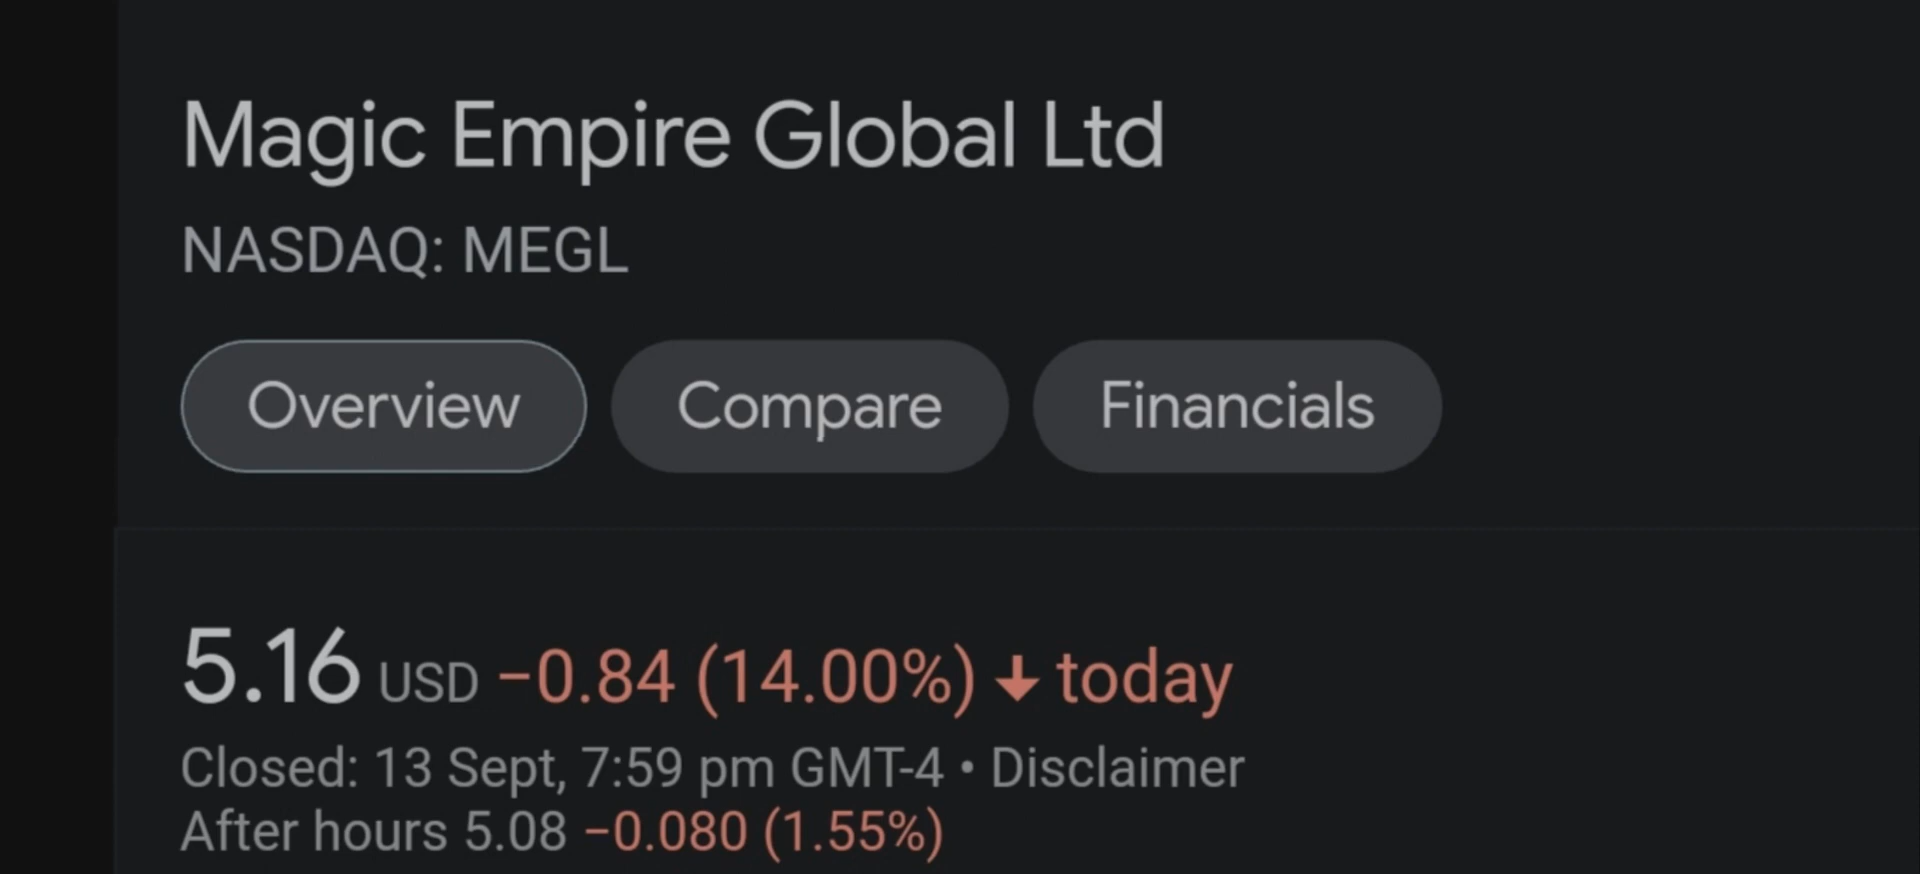 Magic Empire Global Ltd
NASDAQ: MEGL
Overview Compare Financials
5.16 USD −0.84 (14.00%) ↓ today
Closed: 13 Sept, 7:59 pm GMT-4 • Disclaimer
After hours 5.08 −0.080 (1.55%)